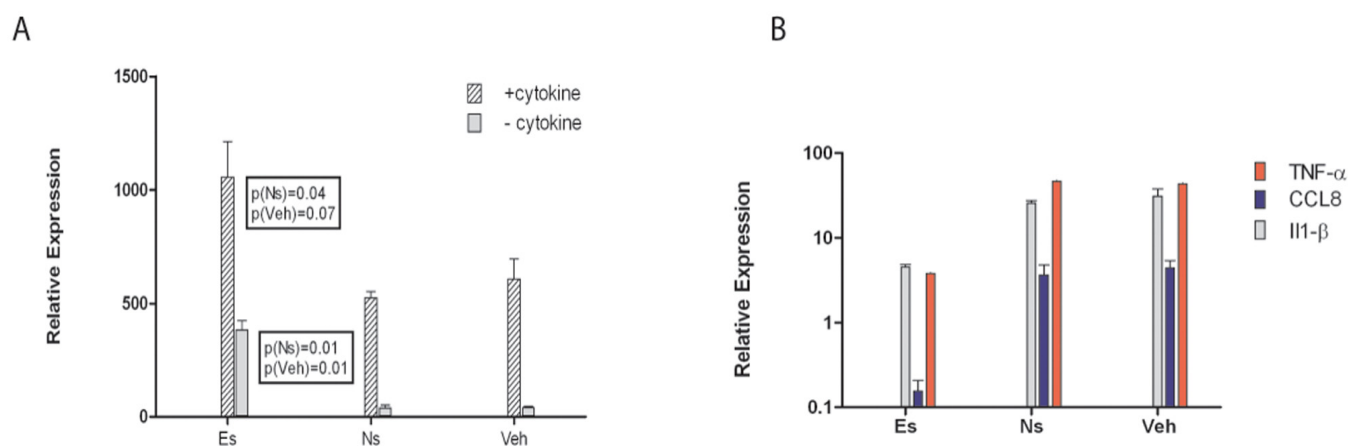 A
Relative Expression
1500
1000
500
0
+cytokine
- cytokine
p(Ns)=0.04
p(Veh)=0.07
p(Ns)=0.01
p(Veh)=0.01
Es
Ns
Veh
B
Relative Expression
100
10
1
0.1
TNF-α
CCL8
Il1-β
Es
Ns
Veh